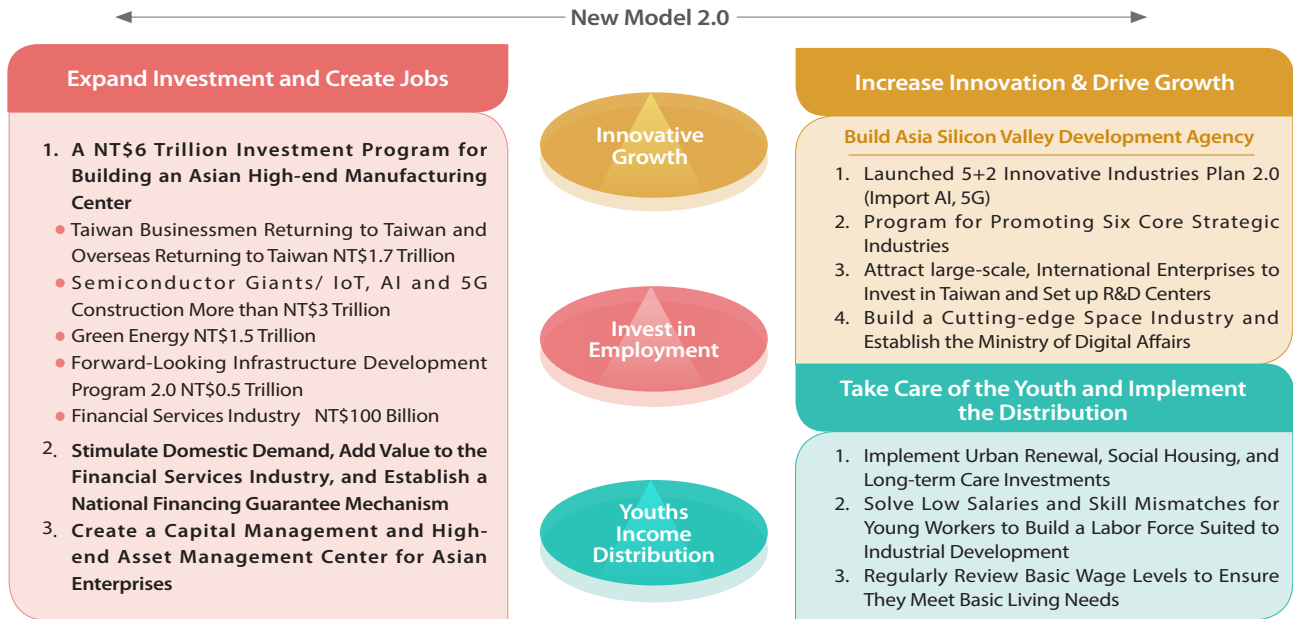 New Model 2.0
Expand Investment and Create Jobs
1. A NT$6 Trillion Investment Program for
Building an Asian High-end Manufacturing
Center
• Taiwan Businessmen Returning to Taiwan and
Overseas Returning to Taiwan NT$1.7 Trillion
• Semiconductor Giants/ IoT, AI and 5G
Construction More than NT$3 Trillion
• Green Energy NT$1.5 Trillion
• Forward-Looking Infrastructure Development
Program 2.0 NT$0.5 Trillion
• Financial Services Industry NT$100 Billion
2. Stimulate Domestic Demand, Add Value to the
Financial Services Industry, and Establish a
National Financing Guarantee Mechanism
3. Create a Capital Management and High-
end Asset Management Center for Asian
Enterprises
Innovative
Growth
Invest in
Employment
Youths
Income
Distribution
Increase Innovation & Drive Growth
Build Asia Silicon Valley Development Agency
1. Launched 5+2 Innovative Industries Plan 2.0
(Import AI, 5G)
2. Program for Promoting Six Core Strategic
Industries
3. Attract large-scale, International Enterprises to
Invest in Taiwan and Set up R&D Centers
4. Build a Cutting-edge Space Industry and
Establish the Ministry of Digital Affairs
Take Care of the Youth and Implement
the Distribution
1. Implement Urban Renewal, Social Housing, and
Long-term Care Investments
2. Solve Low Salaries and Skill Mismatches for
Young Workers to Build a Labor Force Suited to
Industrial Development
3. Regularly Review Basic Wage Levels to Ensure
They Meet Basic Living Needs